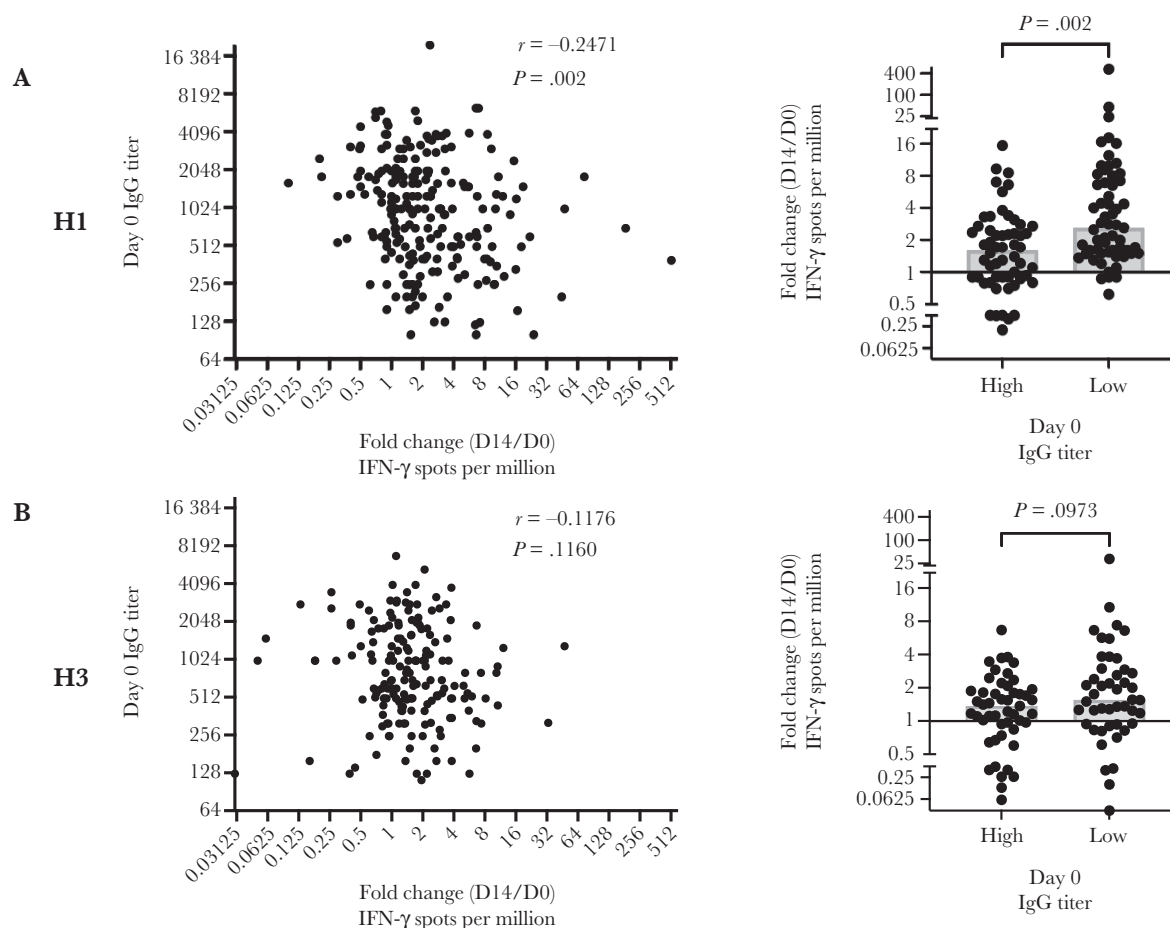 A
H1
Day 0 IgG titer
16 384
8192
4096
2048
1024
512
256
128
64
r = –0.2471
P = .002
0.03125
0.0625
0.125
0.25
0.5
1
2
4
8
16
32
64
128
256
512
Fold change (D14/D0)
IFN-γ spots per million
P = .002
Fold change (D14/D0)
IFN-γ spots per million
400
100
25
16
8
4
2
1
0.5
0.25
0.0625
High
Low
Day 0
IgG titer
B
H3
Day 0 IgG titer
16 384
8192
4096
2048
1024
512
256
128
64
r = –0.1176
P = .1160
0.03125
0.0625
0.125
0.25
0.5
1
2
4
8
16
32
64
128
256
512
Fold change (D14/D0)
IFN-γ spots per million
P = .0973
Fold change (D14/D0)
IFN-γ spots per million
400
100
25
16
8
4
2
1
0.5
0.25
0.0625
High
Low
Day 0
IgG titer